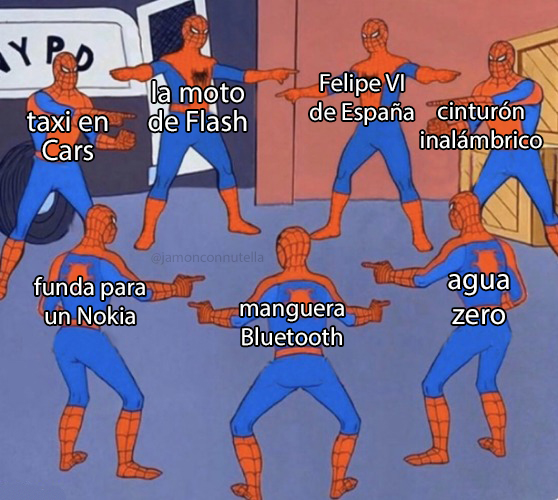 NYPD
taxi en
Cars
la moto
de Flash
Felipe VI
de España
cinturón
inalámbrico
@jamonconnutella
funda para
un Nokia
manguera
Bluetooth
agua
zero